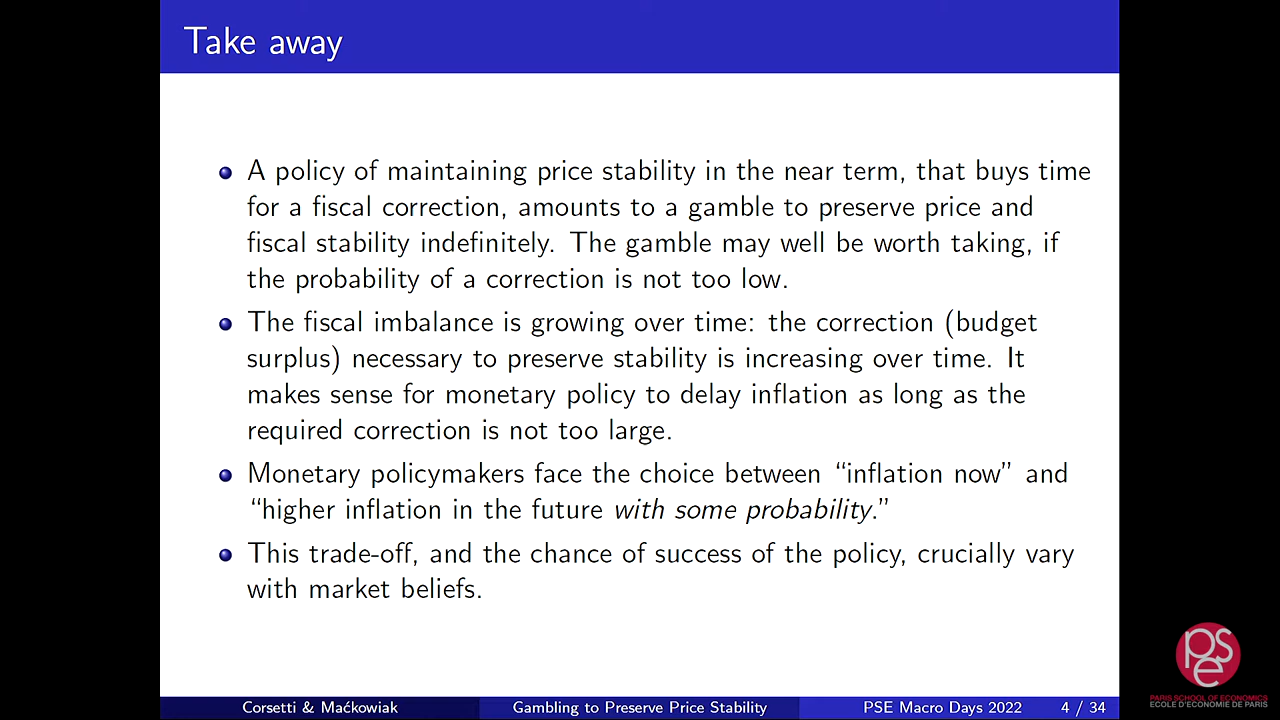 Take away
A policy of maintaining price stability in the near term, that buys time
for a fiscal correction, amounts to a gamble to preserve price and
fiscal stability indefinitely. The gamble may well be worth taking, if
the probability of a correction is not too low.
The fiscal imbalance is growing over time: the correction (budget
surplus) necessary to preserve stability is increasing over time. It
makes sense for monetary policy to delay inflation as long as the
required correction is not too large.
Monetary policymakers face the choice between “inflation now” and
“higher inflation in the future with some probability.”
This trade-off, and the chance of success of the policy, crucially vary
with market beliefs.
Corsetti & Maćkowiak Gambling to Preserve Price Stability PSE Macro Days 2022 4 / 34
pse
PARIS SCHOOL OF ECONOMICS
ECOLE D'ECONOMIE DE PARIS